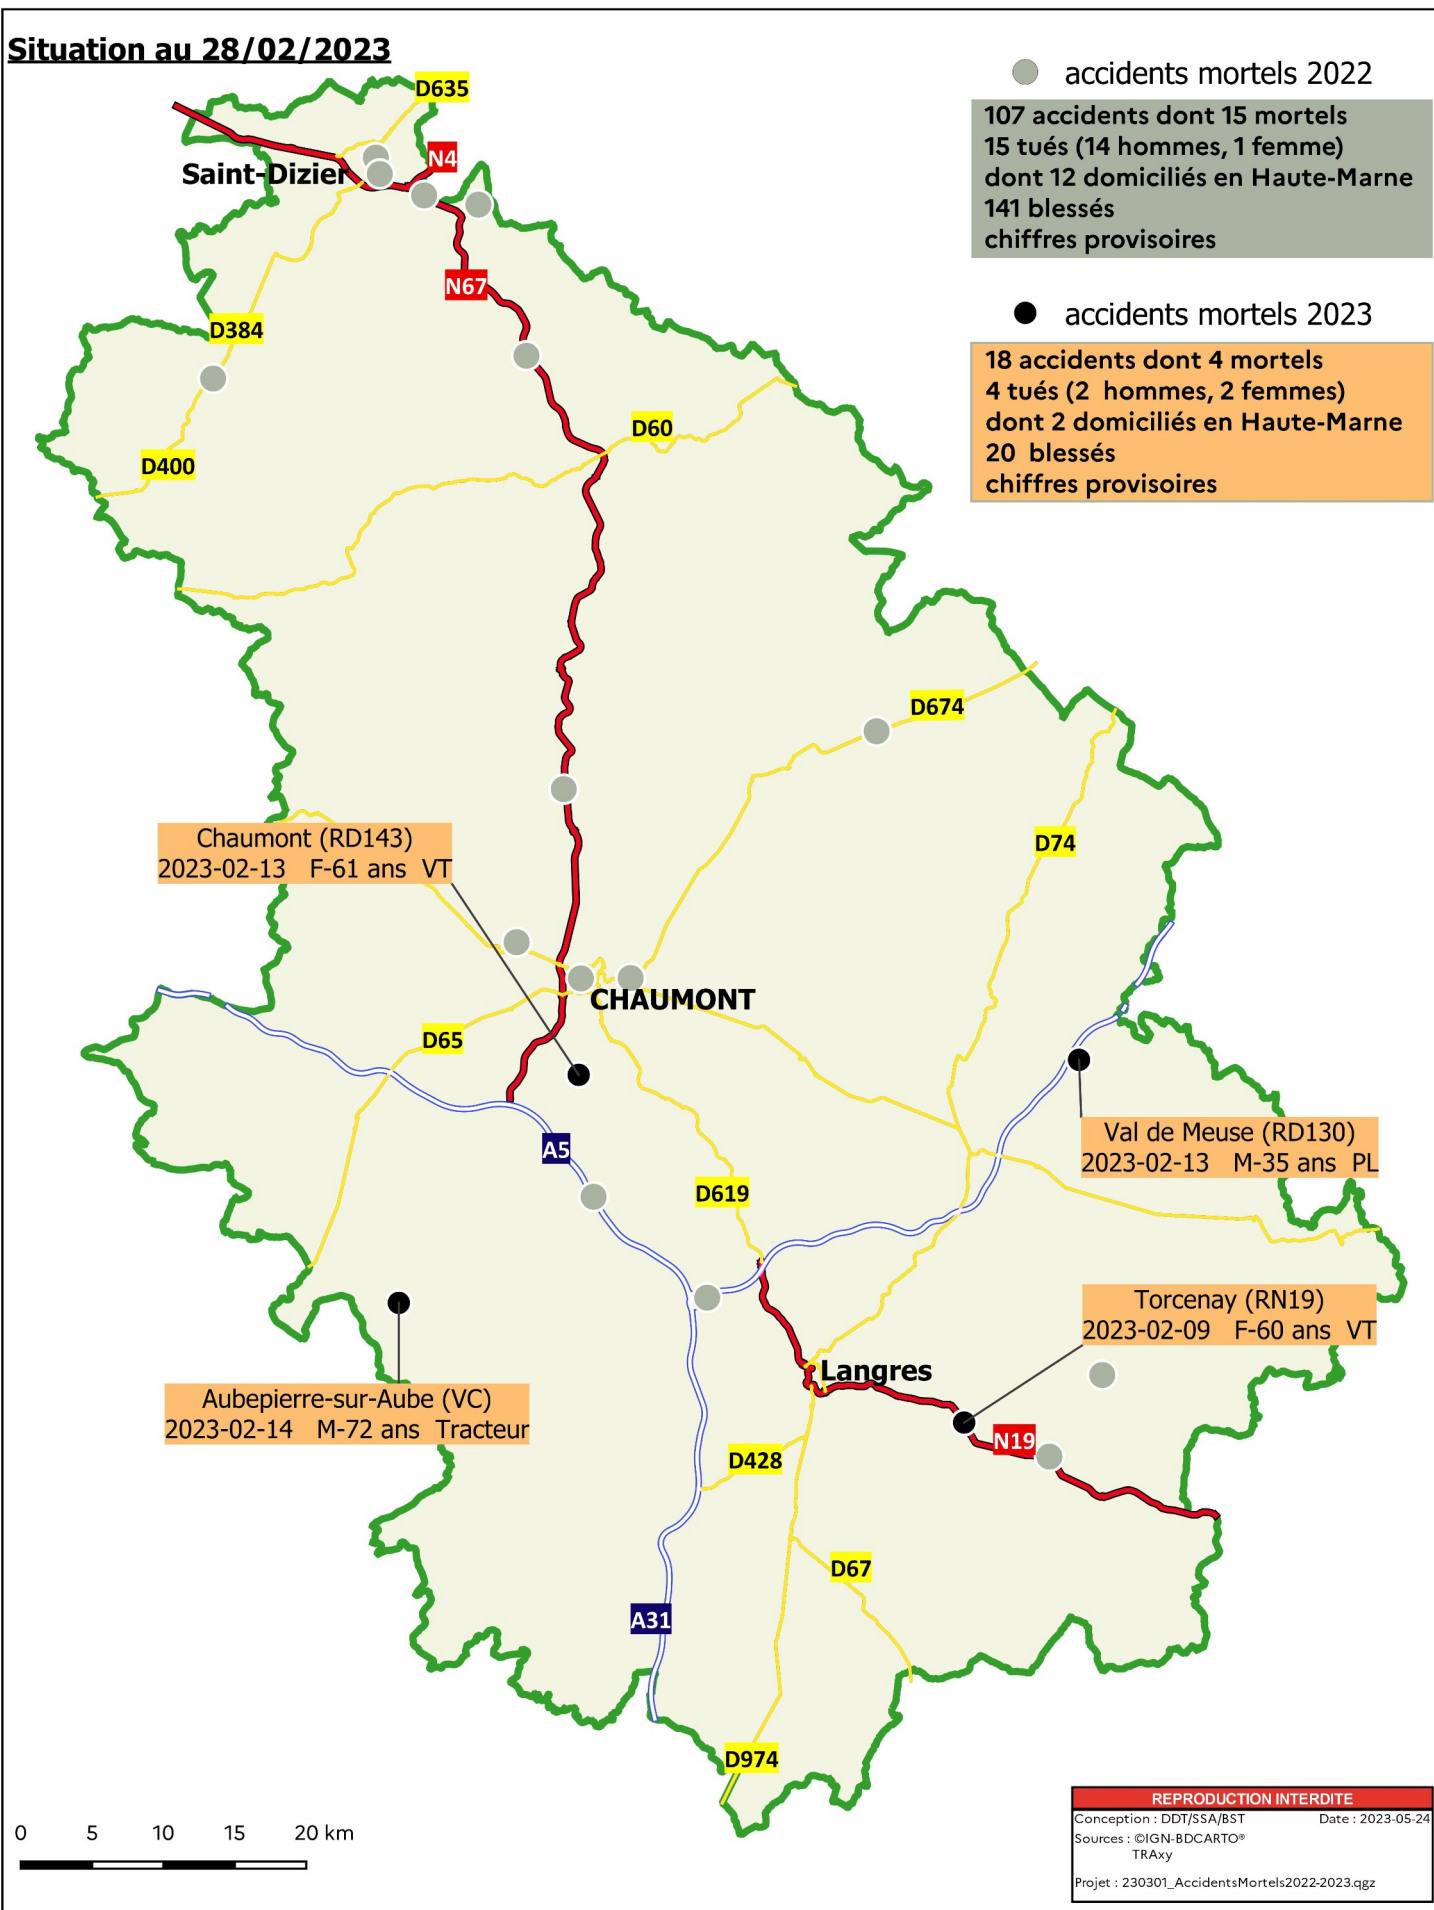 Situation au 28/02/2023
accidents mortels 2022
107 accidents dont 15 mortels
15 tués (14 hommes, 1 femme)
dont 12 domiciliés en Haute-Marne
141 blessés
chiffres provisoires
accidents mortels 2023
18 accidents dont 4 mortels
4 tués (2 hommes, 2 femmes)
dont 2 domiciliés en Haute-Marne
20 blessés
chiffres provisoires
D635
N4
Saint-Dizier
N67
D384
D60
D400
D674
Chaumont (RD143)
2023-02-13 F-61 ans VT
D74
CHAUMONT
D65
Val de Meuse (RD130)
2023-02-13 M-35 ans PL
A5
D619
Torcenay (RN19)
2023-02-09 F-60 ans VT
Langres
Aubepierre-sur-Aube (VC)
2023-02-14 M-72 ans Tracteur
N19
D428
D67
A31
D974
0 5 10 15 20 km
REPRODUCTION INTERDITE
Conception : DDT/SSA/BST Date : 2023-05-24
Sources : ©IGN-BDCARTO®
TRAxy
Projet : 230301_AccidentsMortels2022-2023.qgz